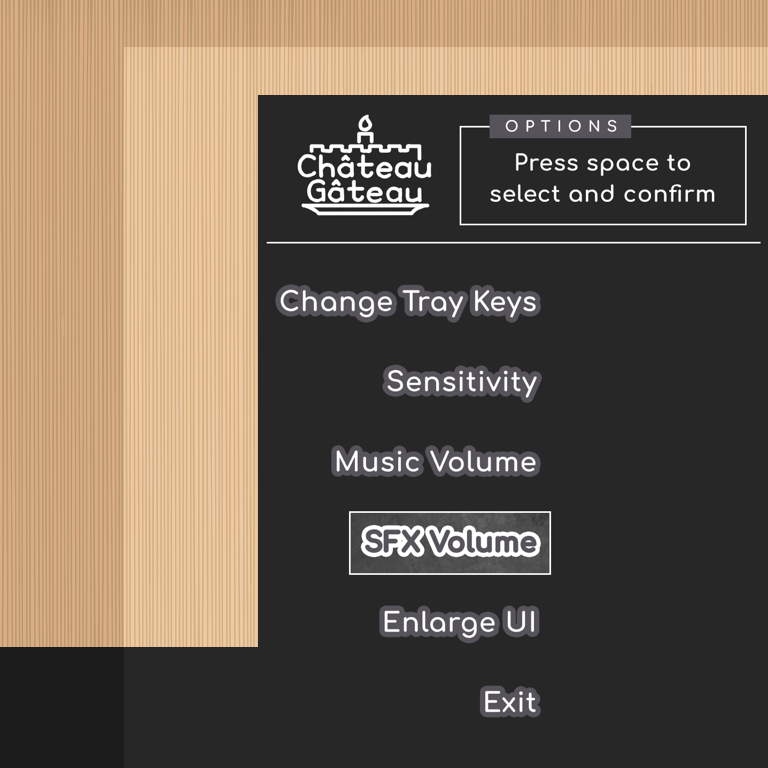 Château
Gâteau
OPTIONS
Press space to
select and confirm
Change Tray Keys
Sensitivity
Music Volume
SFX Volume
Enlarge UI
Exit